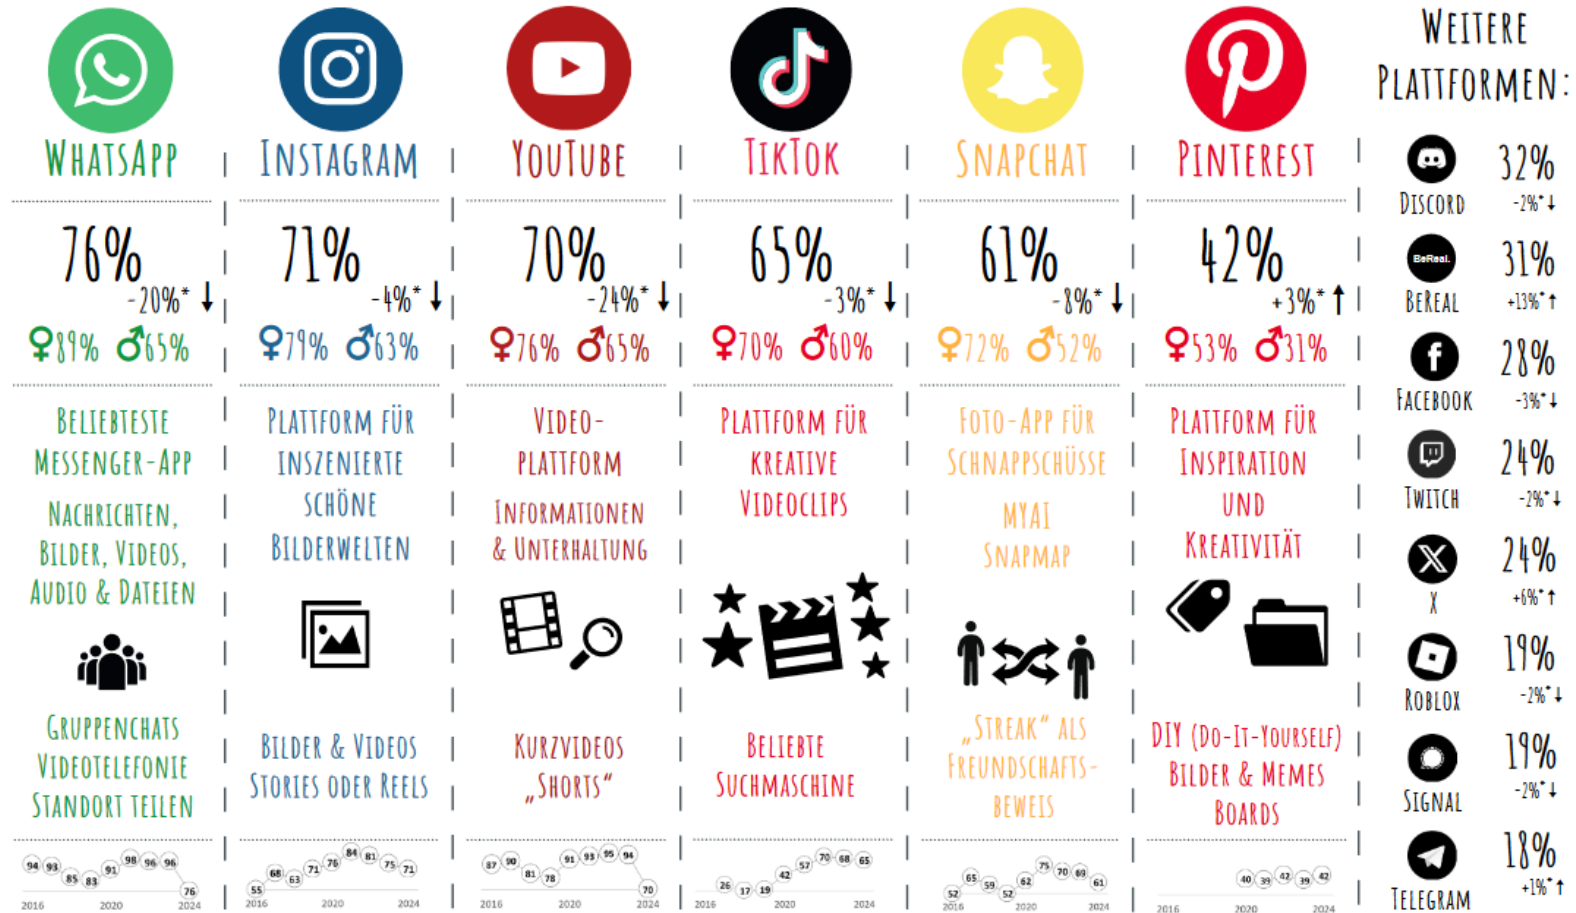 WHATSAPP
76%
-20%* ↓
♀89% ♂65%
BELIEBTESTE
MESSENGER-APP
NACHRICHTEN,
BILDER, VIDEOS,
AUDIO & DATEIEN
GRUPPENCHATS
VIDEOTELEFONIE
STANDORT TEILEN
94 93 85 83 91 98 96 96 76
2016 2020 2024
INSTAGRAM
71%
-4%* ↓
♀79% ♂63%
PLATTFORM FÜR
INSZENIERTE
SCHÖNE
BILDERWELTEN
BILDER & VIDEOS
STORIES ODER REELS
55 68 63 71 76 84 81 75 71
2016 2020 2024
YOUTUBE
70%
-24%* ↓
♀76% ♂65%
VIDEO-
PLATTFORM
INFORMATIONEN
& UNTERHALTUNG
KURZVIDEOS
„SHORTS“
87 90 81 78 91 93 95 94 70
2016 2020 2024
TIKTOK
65%
-3%* ↓
♀70% ♂60%
PLATTFORM FÜR
KREATIVE
VIDEOCLIPS
BELIEBTE
SUCHMASCHINE
26 17 19 42 57 70 68 65
2016 2020 2024
SNAPCHAT
61%
-8%* ↓
♀72% ♂52%
FOTO-APP FÜR
SCHNAPPSCHÜSSE
MYAI
SNAPMAP
„STREAK“ ALS
FREUNDSCHAFTS-
BEWEIS
52 65 59 52 62 75 70 69 61
2016 2020 2024
PINTEREST
42%
+3%* ↑
♀53% ♂31%
PLATTFORM FÜR
INSPIRATION
UND
KREATIVITÄT
DIY (DO-IT-YOURSELF)
BILDER & MEMES
BOARDS
40 39 42 39 42
2016 2020 2024
WEITERE
PLATTFORMEN:
32%
DISCORD -2%* ↓
BeReal. 31%
BEREAL +13%* ↑
28%
FACEBOOK -3%* ↓
24%
TWITCH -2%* ↓
24%
X +6%* ↑
19%
ROBLOX -2%* ↓
19%
SIGNAL -2%* ↓
18%
TELEGRAM +1%* ↑